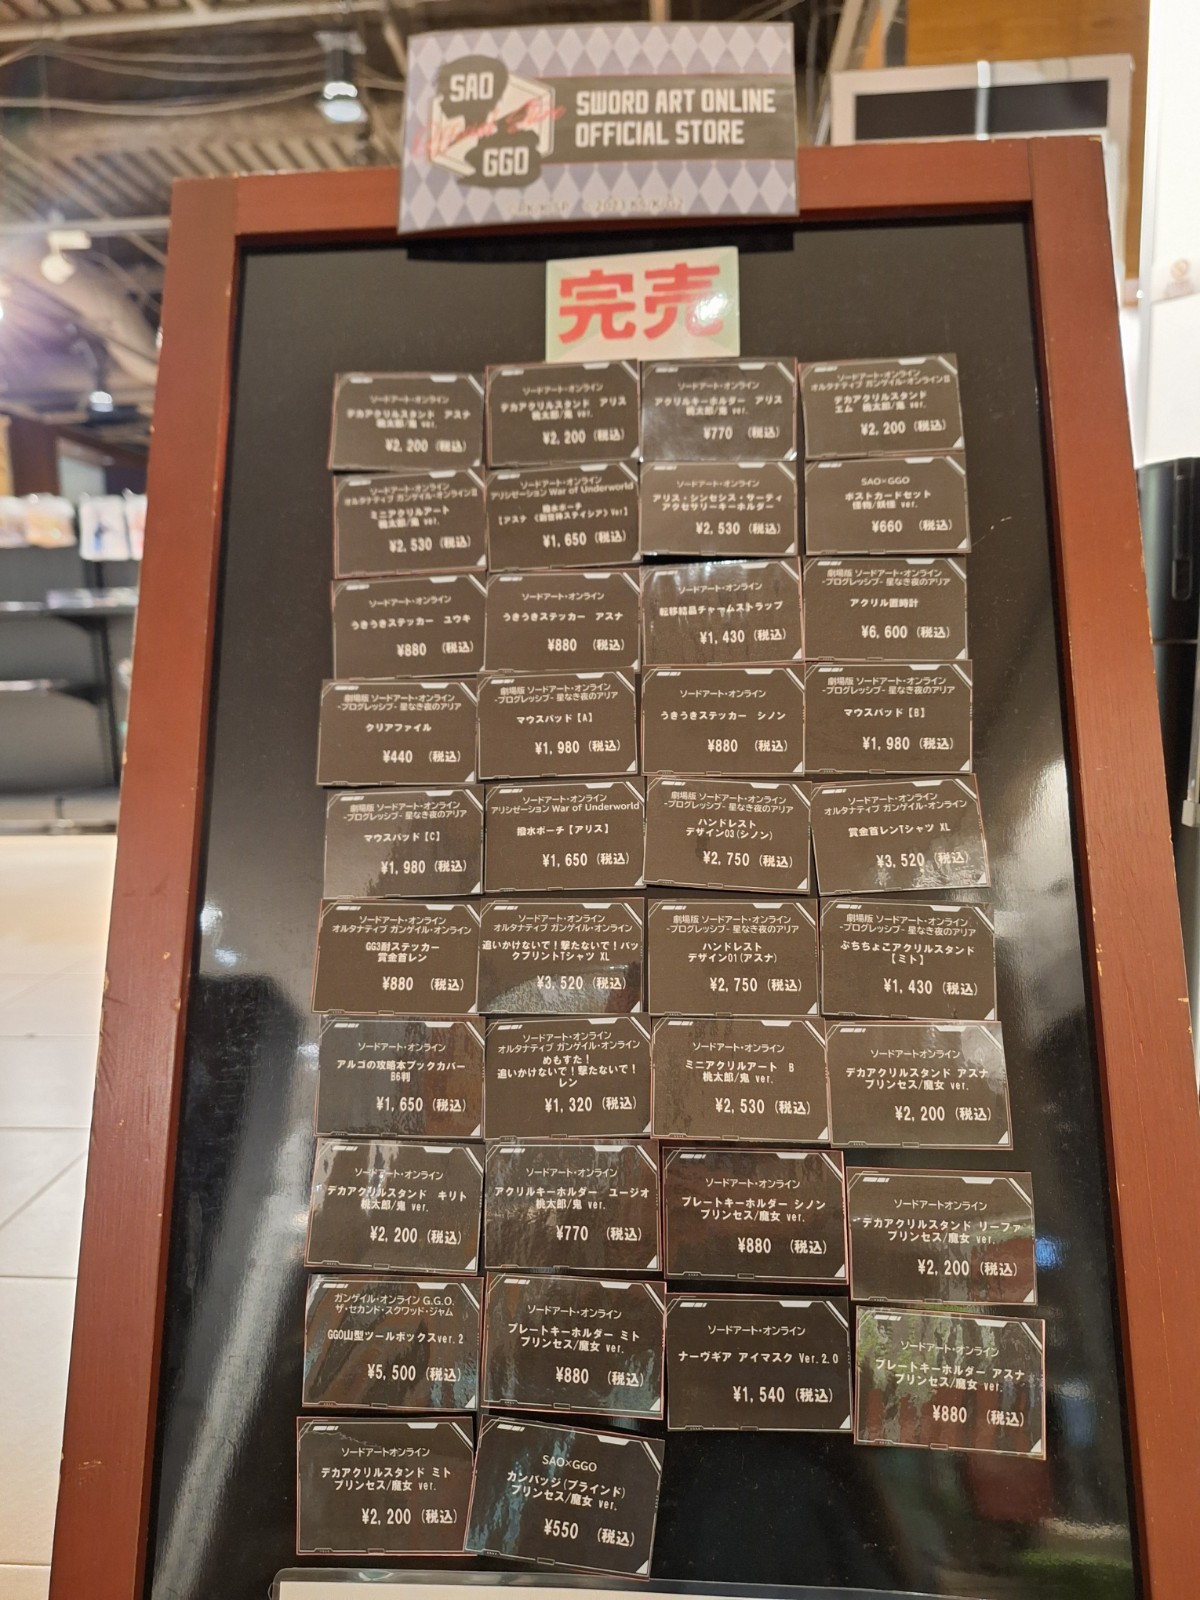 SAO
GGO
SWORD ART ONLINE
OFFICIAL STORE
完売
ソードアート・オンライン
デカアクリルスタンド アスナ
桃太郎/鬼 ver.
¥2,200 (税込)
ソードアート・オンライン
デカアクリルスタンド アリス
桃太郎/鬼 ver.
¥2,200 (税込)
ソードアート・オンライン
アクリルキーホルダー アリス
桃太郎/鬼 ver.
¥770 (税込)
ソードアート・オンライン
オルタナティブ ガンゲイル・オンラインⅡ
デカアクリルスタンド
エム 桃太郎/鬼 ver.
¥2,200 (税込)
ソードアート・オンライン
オルタナティブ ガンゲイル・オンラインⅡ
ミニアクリルアート
桃太郎/鬼 ver.
¥2,530 (税込)
ソードアート・オンライン
アリシゼーション War of Underworld
撥水ポーチ
【アスナ (創世神ステイシア) Ver】
¥1,650 (税込)
アリス・シンセシス・サーティ
アクセサリーキーホルダー
¥2,530 (税込)
SAO×GGO
ポストカードセット
怪物/妖怪 ver.
¥660 (税込)
ソードアート・オンライン
うきうきステッカー ユウキ
¥880 (税込)
ソードアート・オンライン
うきうきステッカー アスナ
¥880 (税込)
ソードアート・オンライン
転移結晶チャームストラップ
¥1,430 (税込)
劇場版 ソードアート・オンライン
-プログレッシブ- 星なき夜のアリア
アクリル置時計
¥6,600 (税込)
劇場版 ソードアート・オンライン
-プログレッシブ- 星なき夜のアリア
クリアファイル
¥440 (税込)
劇場版 ソードアート・オンライン
-プログレッシブ- 星なき夜のアリア
マウスパッド【A】
¥1,980 (税込)
ソードアート・オンライン
うきうきステッカー シノン
¥880 (税込)
劇場版 ソードアート・オンライン
-プログレッシブ- 星なき夜のアリア
マウスパッド【B】
¥1,980 (税込)
劇場版 ソードアート・オンライン
-プログレッシブ- 星なき夜のアリア
マウスパッド【C】
¥1,980 (税込)
ソードアート・オンライン
アリシゼーション War of Underworld
撥水ポーチ【アリス】
¥1,650 (税込)
劇場版 ソードアート・オンライン
-プログレッシブ- 星なき夜のアリア
ハンドレスト
デザイン03(シノン)
¥2,750 (税込)
ソードアート・オンライン
オルタナティブ ガンゲイル・オンライン
賞金首レンTシャツ XL
¥3,520 (税込)
ソードアート・オンライン
オルタナティブ ガンゲイル・オンライン
GG3耐ステッカー
賞金首レン
¥880 (税込)
ソードアート・オンライン
オルタナティブ ガンゲイル・オンライン
追いかけないで！撃たないで！バッ
クプリントTシャツ XL
¥3,520 (税込)
劇場版 ソードアート・オンライン
-プログレッシブ- 星なき夜のアリア
ハンドレスト
デザイン01(アスナ)
¥2,750 (税込)
劇場版 ソードアート・オンライン
-プログレッシブ- 星なき夜のアリア
ぷちちょこアクリルスタンド
【ミト】
¥1,430 (税込)
ソードアート・オンライン
アルゴの攻略本ブックカバー
B6判
¥1,650 (税込)
ソードアート・オンライン
オルタナティブ ガンゲイル・オンライン
めもすた！
追いかけないで！撃たないで！
レン
¥1,320 (税込)
ソードアート・オンライン
ミニアクリルアート B
桃太郎/鬼 ver.
¥2,530 (税込)
ソードアート・オンライン
デカアクリルスタンド アスナ
プリンセス/魔女 ver.
¥2,200 (税込)
ソードアート・オンライン
デカアクリルスタンド キリト
桃太郎/鬼 ver.
¥2,200 (税込)
ソードアート・オンライン
アクリルキーホルダー ユージオ
桃太郎/鬼 ver.
¥770 (税込)
ソードアート・オンライン
プレートキーホルダー シノン
プリンセス/魔女 ver.
¥880 (税込)
ソードアートオンライン
デカアクリルスタンド リーファ
プリンセス/魔女 ver.
¥2,200 (税込)
ガンゲイル・オンライン G.G.O.
ザ・セカンド・スクワッド・ジャム
GGO山型ツールボックスver.2
¥5,500 (税込)
ソードアート・オンライン
プレートキーホルダー ミト
プリンセス/魔女 ver.
¥880 (税込)
ソードアート・オンライン
ナーヴギア アイマスク Ver.2.0
¥1,540 (税込)
ソードアート・オンライン
プレートキーホルダー アスナ
プリンセス/魔女 ver.
¥880 (税込)
ソードアートオンライン
デカアクリルスタンド ミト
プリンセス/魔女 ver.
¥2,200 (税込)
SAO×GGO
カンバッジ(ブラインド)
プリンセス/魔女 ver.
¥550 (税込)